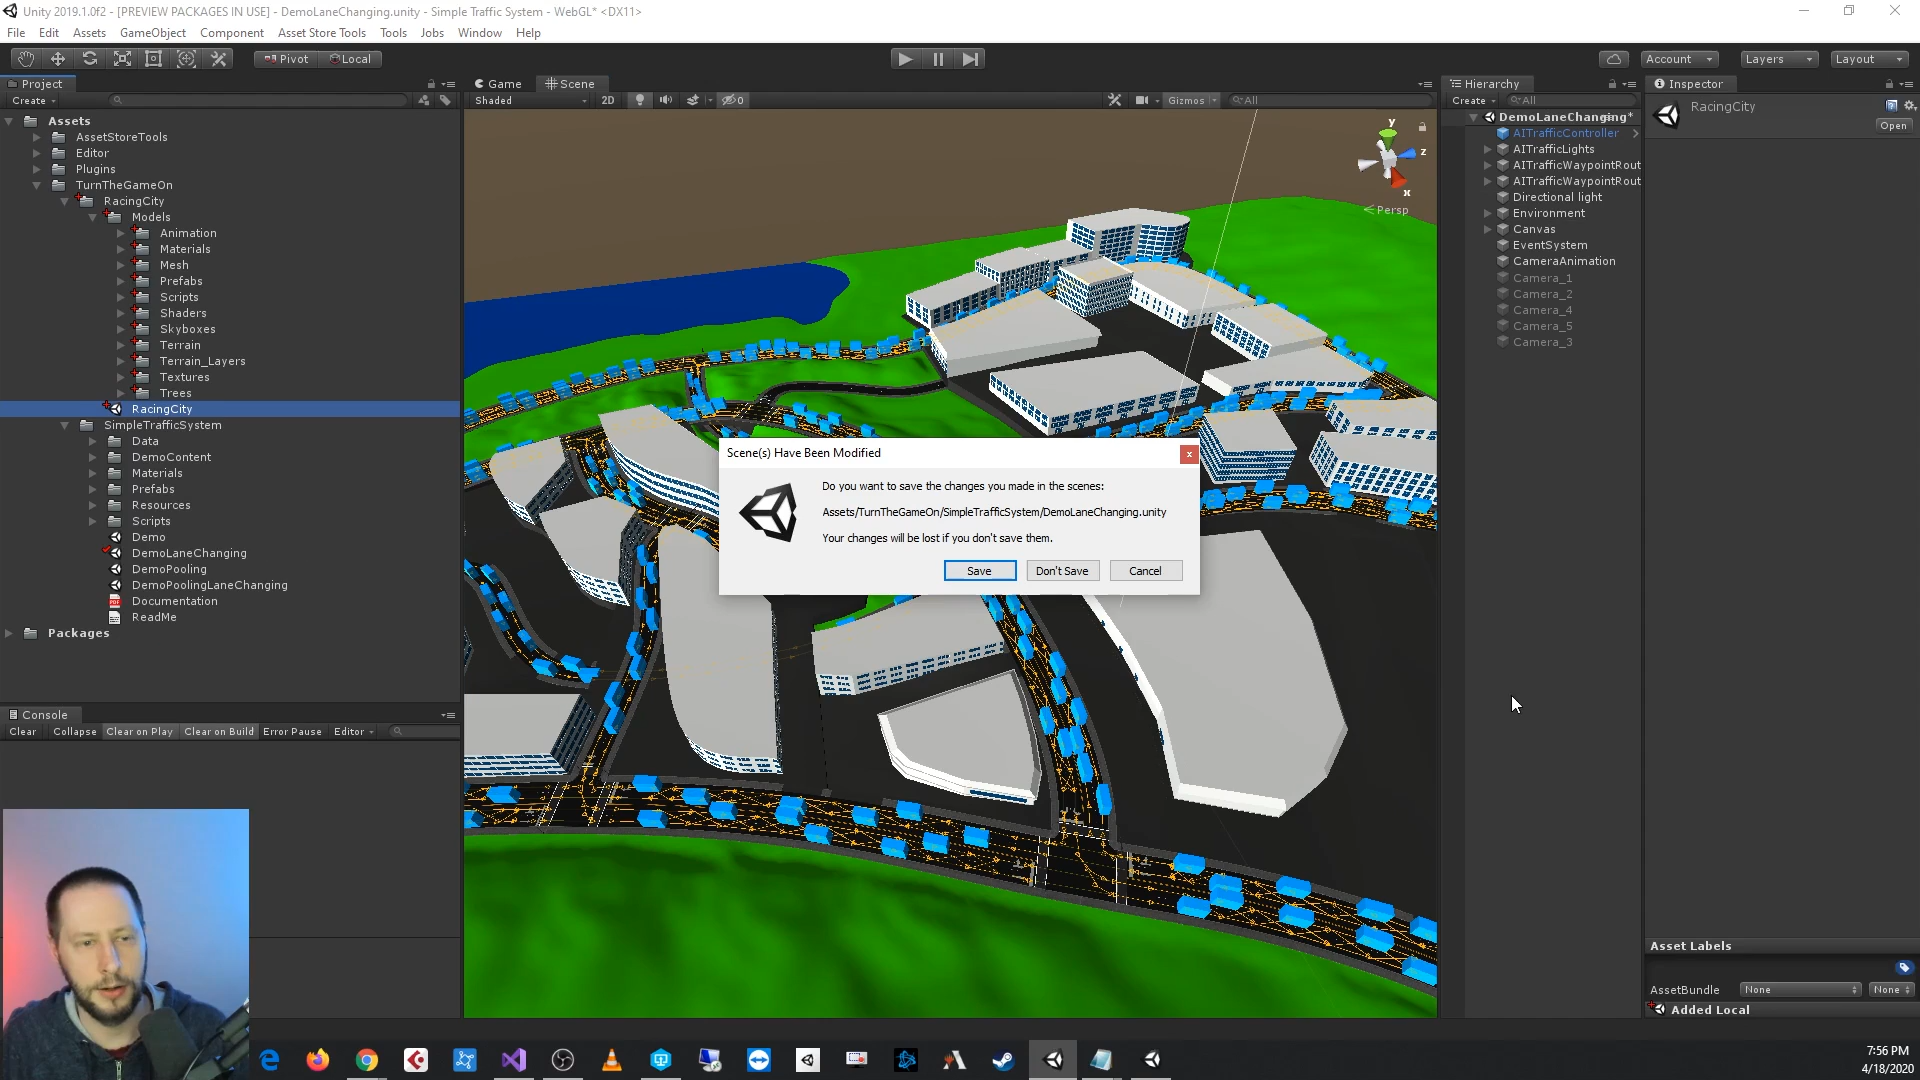 Unity 2019.1.0f2 - [PREVIEW PACKAGES IN USE] - DemoLaneChanging.unity - Simple Traffic System - WebGL* <DX11>
File Edit Assets GameObject Component Asset Store Tools Tools Jobs Window Help
Pivot Local Account Layers Layout
Project
Create
Assets
AssetStoreTools
Editor
Plugins
TurnTheGameOn
RacingCity
Models
Animation
Materials
Mesh
Prefabs
Scripts
Shaders
Skyboxes
Terrain
Terrain_Layers
Textures
Trees
RacingCity
SimpleTrafficSystem
Data
DemoContent
Materials
Prefabs
Resources
Scripts
Demo
DemoLaneChanging
DemoPooling
DemoPoolingLaneChanging
Documentation
ReadMe
Packages
Console
Clear Collapse Clear on Play Clear on Build Error Pause Editor
Game Scene
Shaded 2D 0 Gizmos All
y
z
x
Persp
Scene(s) Have Been Modified
x
Do you want to save the changes you made in the scenes:
Assets/TurnTheGameOn/SimpleTrafficSystem/DemoLaneChanging.unity
Your changes will be lost if you don't save them.
Save Don't Save Cancel
Hierarchy
Create All
DemoLaneChanging*
AITrafficController
AITrafficLights
AITrafficWaypointRout
AITrafficWaypointRout
Directional light
Environment
Canvas
EventSystem
CameraAnimation
Camera_1
Camera_2
Camera_4
Camera_5
Camera_3
Inspector
RacingCity
Open
Asset Labels
AssetBundle None None
Added Local
7:56 PM
4/18/2020